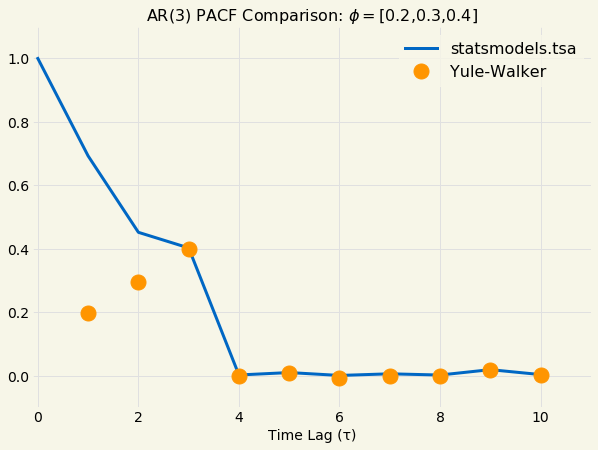 AR(3) PACF Comparison: ϕ = [0.2,0.3,0.4]
statsmodels.tsa
Yule-Walker
1.0
0.8
0.6
0.4
0.2
0.0
0 2 4 6 8 10
Time Lag (τ)